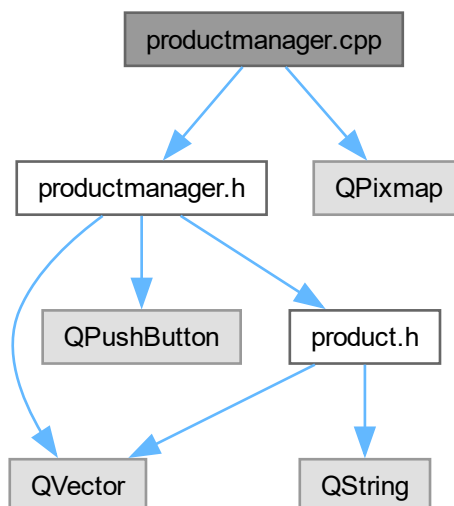 productmanager.cpp
productmanager.h
QPixmap
QPushButton
product.h
QVector
QString